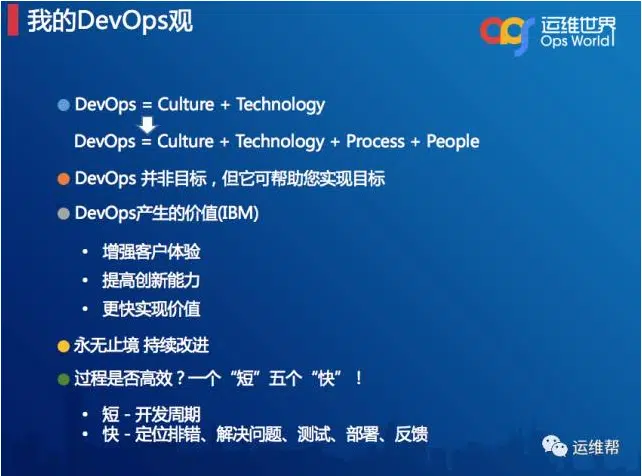 我的DevOps观
ops
运维世界
Ops World
DevOps = Culture + Technology
DevOps = Culture + Technology + Process + People
DevOps 并非目标，但它可帮助您实现目标
DevOps产生的价值(IBM)
• 增强客户体验
• 提高创新能力
• 更快实现价值
永无止境 持续改进
过程是否高效？一个“短”五个“快”！
• 短 - 开发周期
• 快 - 定位排错、解决问题、测试、部署、反馈
运维帮